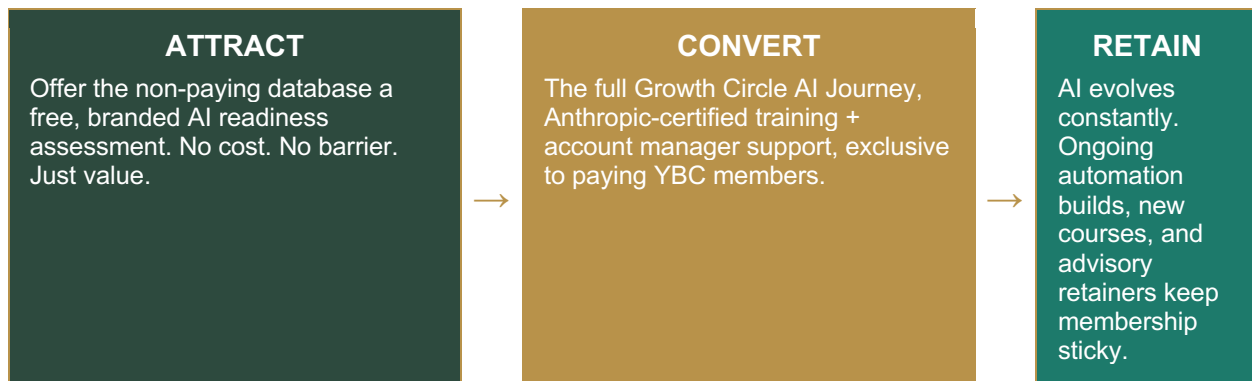 ATTRACT
Offer the non-paying database a
free, branded AI readiness
assessment. No cost. No barrier.
Just value.
→
CONVERT
The full Growth Circle AI Journey,
Anthropic-certified training +
account manager support, exclusive
to paying YBC members.
→
RETAIN
AI evolves
constantly.
Ongoing
automation
builds, new
courses, and
advisory
retainers keep
membership
sticky.